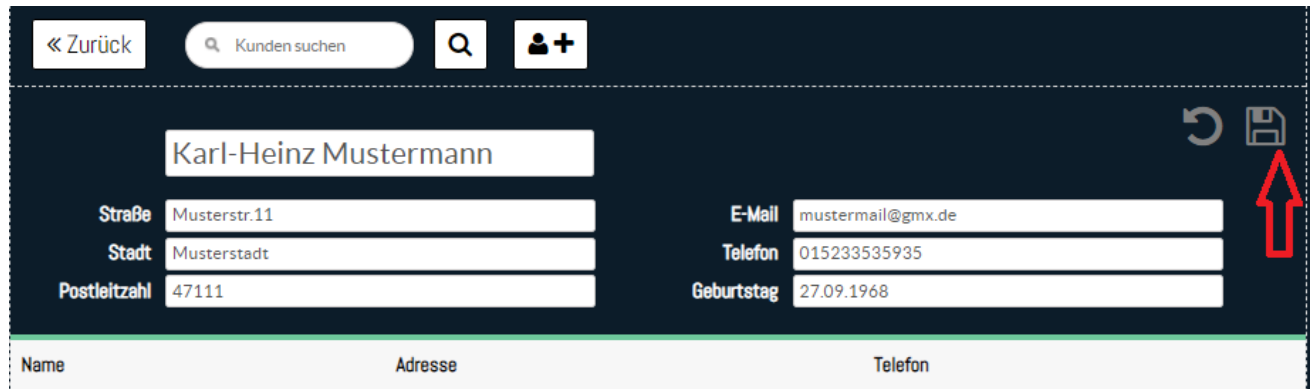 « Zurück Kunden suchen
Karl-Heinz Mustermann
Straße Musterstr.11 E-Mail mustermail@gmx.de
Stadt Musterstadt Telefon 015233535935
Postleitzahl 47111 Geburtstag 27.09.1968
Name Adresse Telefon